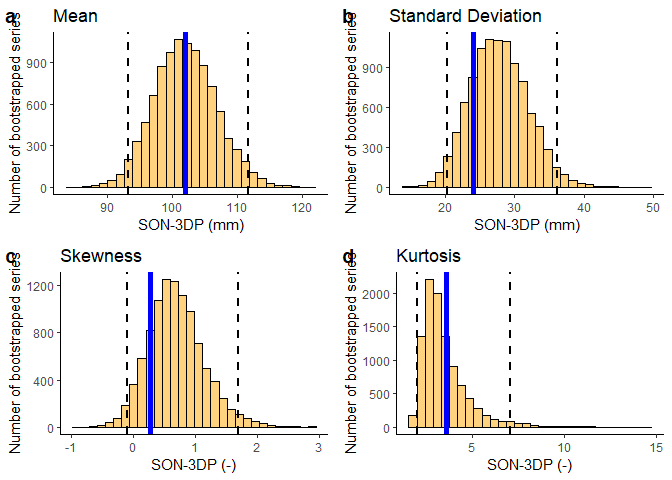 a Mean
Number of bootstrapped series
900
600
300
0
90 100 110 120
SON-3DP (mm)
b Standard Deviation
Number of bootstrapped series
900
600
300
0
20 30 40 50
SON-3DP (mm)
c Skewness
Number of bootstrapped series
1200
800
400
0
-1 0 1 2 3
SON-3DP (-)
d Kurtosis
Number of bootstrapped series
2000
1500
1000
500
0
5 10 15
SON-3DP (-)